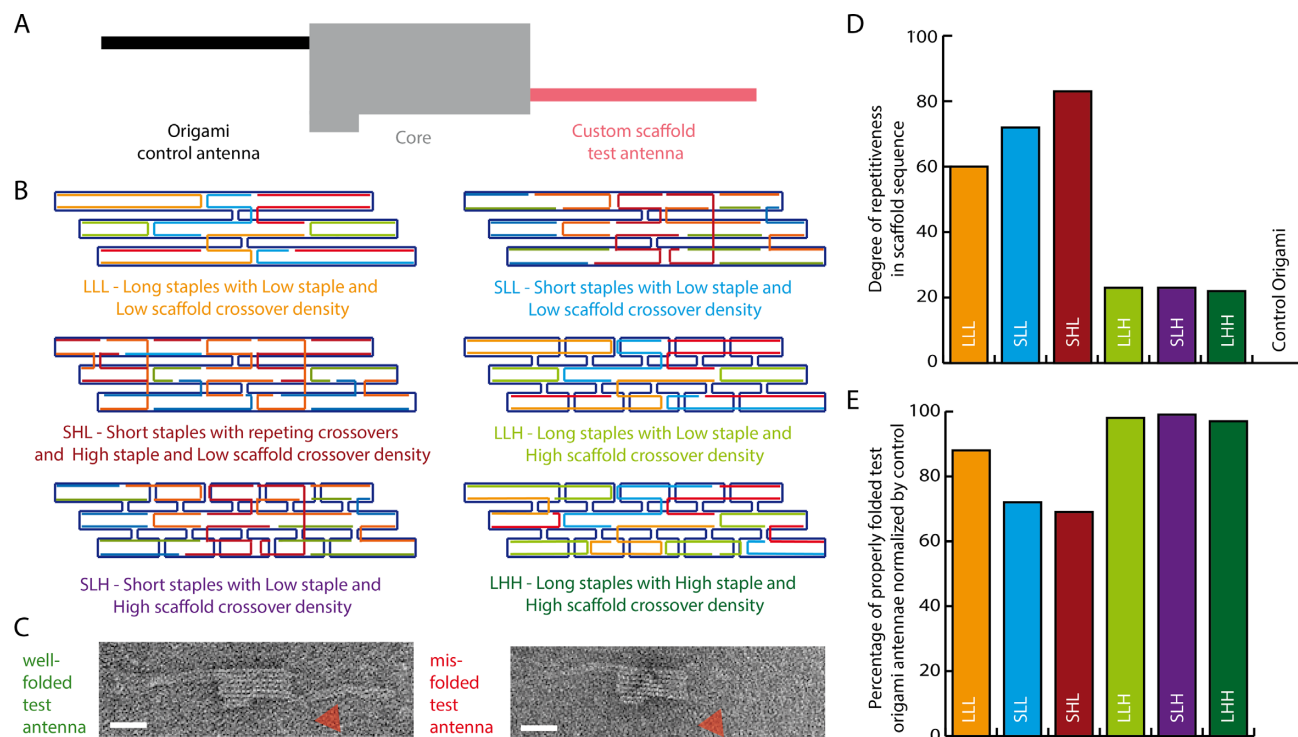 A
Origami
control antenna
Core
Custom scaffold
test antenna
B
LLL - Long staples with Low staple and
Low scaffold crossover density
SLL - Short staples with Low staple and
Low scaffold crossover density
SHL - Short staples with repeting crossovers
and High staple and Low scaffold crossover density
LLH - Long staples with Low staple and
High scaffold crossover density
SLH - Short staples with Low staple and
High scaffold crossover density
LHH - Long staples with High staple and
High scaffold crossover density
C
well-
folded
test
antenna
mis-
folded
test
antenna
D
Degree of repetitiveness
in scaffold sequence
100
80
60
40
20
0
LLL
SLL
SHL
LLH
SLH
LHH
Control Origami
E
Percentage of properly folded test
origami antennae normalized by control
100
80
60
40
20
0
LLL
SLL
SHL
LLH
SLH
LHH